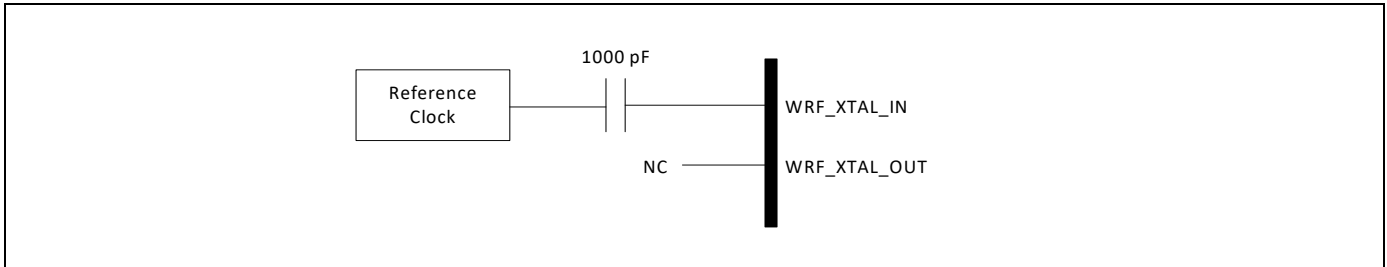 1000 pF
Reference
Clock
WRF_XTAL_IN
NC
WRF_XTAL_OUT